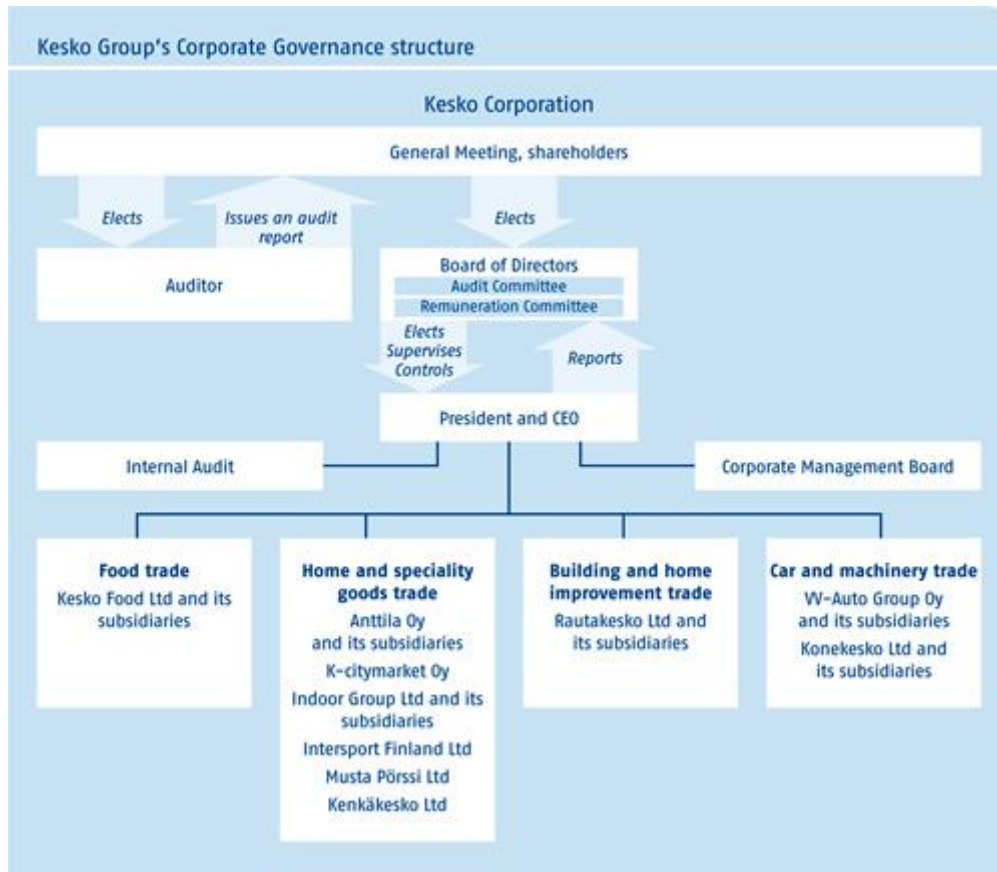 Kesko Group's Corporate Governance structure
Kesko Corporation
General Meeting, shareholders
Elects
Issues an audit
report
Elects
Auditor
Board of Directors
Audit Committee
Remuneration Committee
Elects
Supervises
Controls
Reports
President and CEO
Internal Audit
Corporate Management Board
Food trade
Kesko Food Ltd and its
subsidiaries
Home and speciality
goods trade
Anttila Oy
and its subsidiaries
K-citymarket Oy
Indoor Group Ltd and its
subsidiaries
Intersport Finland Ltd
Musta Pörssi Ltd
Kenkäkesko Ltd
Building and home
improvement trade
Rautakesko Ltd and
its subsidiaries
Car and machinery trade
VV-Auto Group Oy
and its subsidiaries
Konekesko Ltd and
its subsidiaries